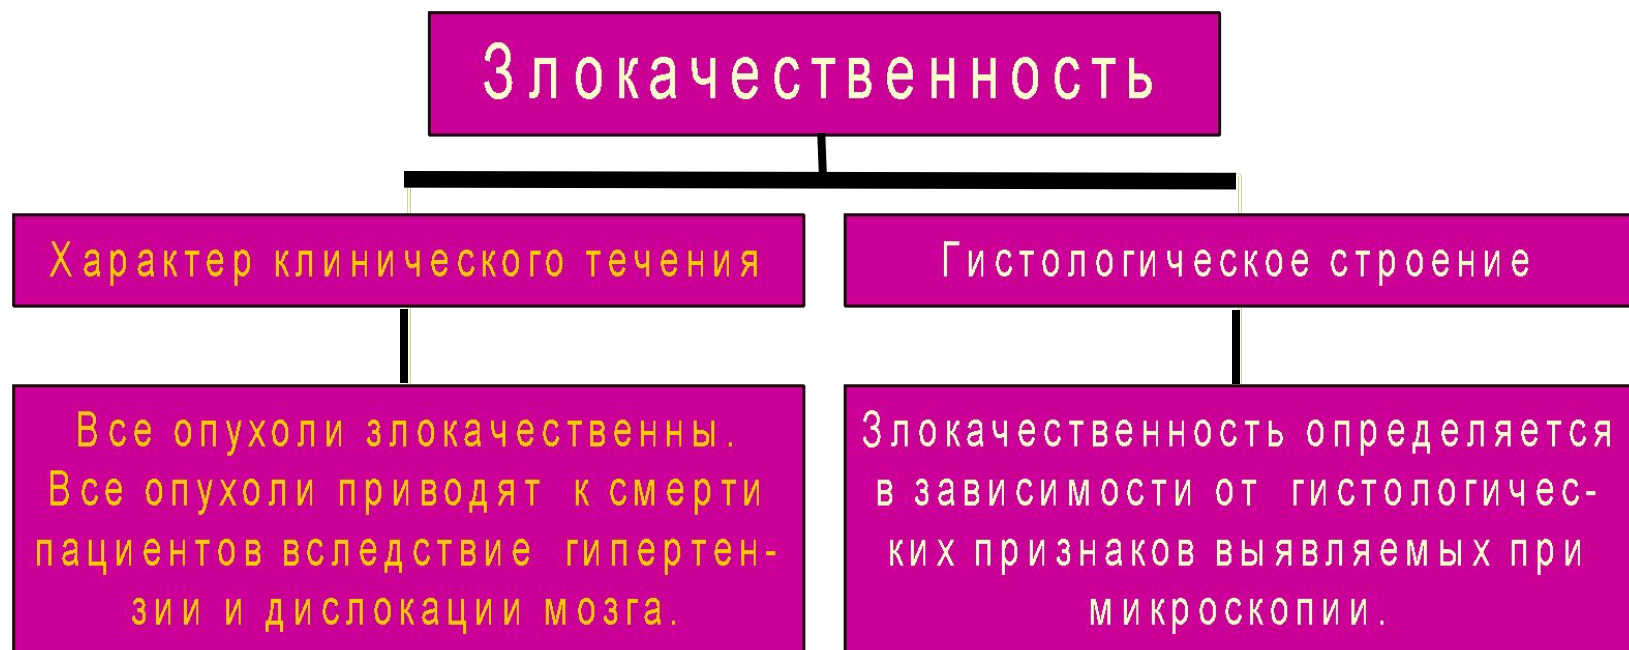 Злокачественность
Характер клинического течения
Гистологическое строение
Все опухоли злокачественны.
Все опухоли приводят к смерти
пациентов вследствие гипертен-
зии и дислокации мозга.
Злокачественность определяется
в зависимости от гистологичес-
ких признаков выявляемых при
микроскопии.